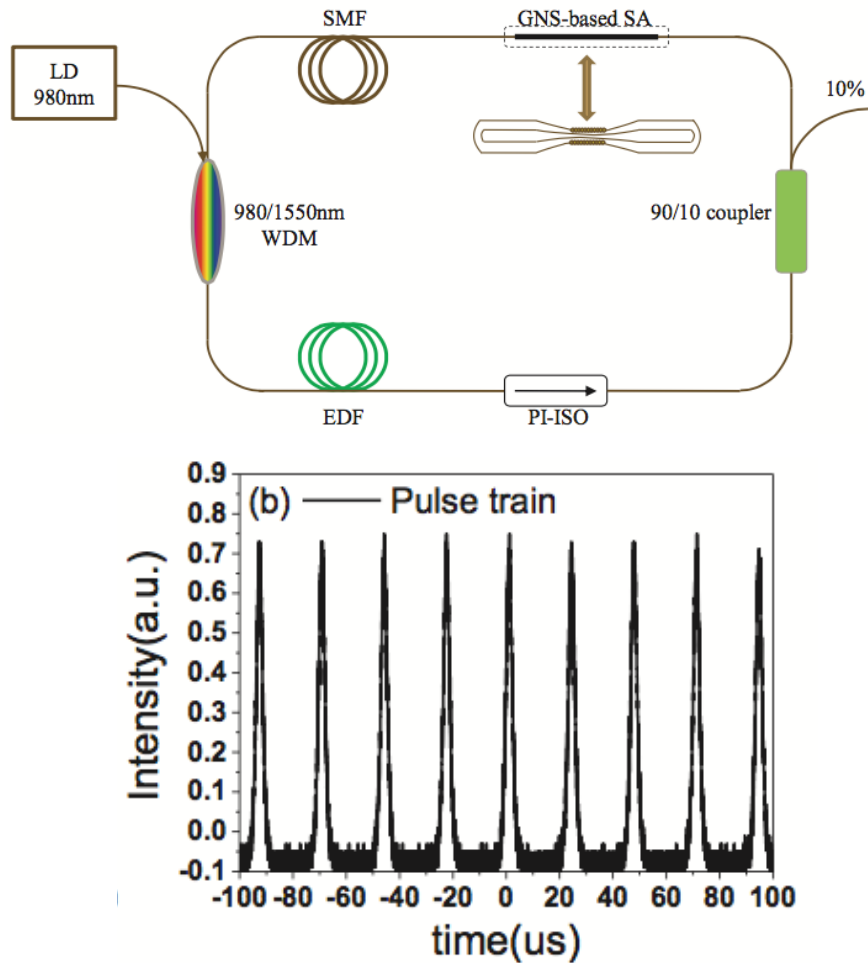 SMF
GNS-based SA
LD
980nm
10%
980/1550nm
WDM
90/10 coupler
EDF
PI-ISO
(b)
Pulse train
0.9
0.8
0.7
0.6
0.5
0.4
0.3
0.2
0.1
0.0
-0.1
Intensity(a.u.)
-100 -80 -60 -40 -20 0 20 40 60 80 100
time(us)